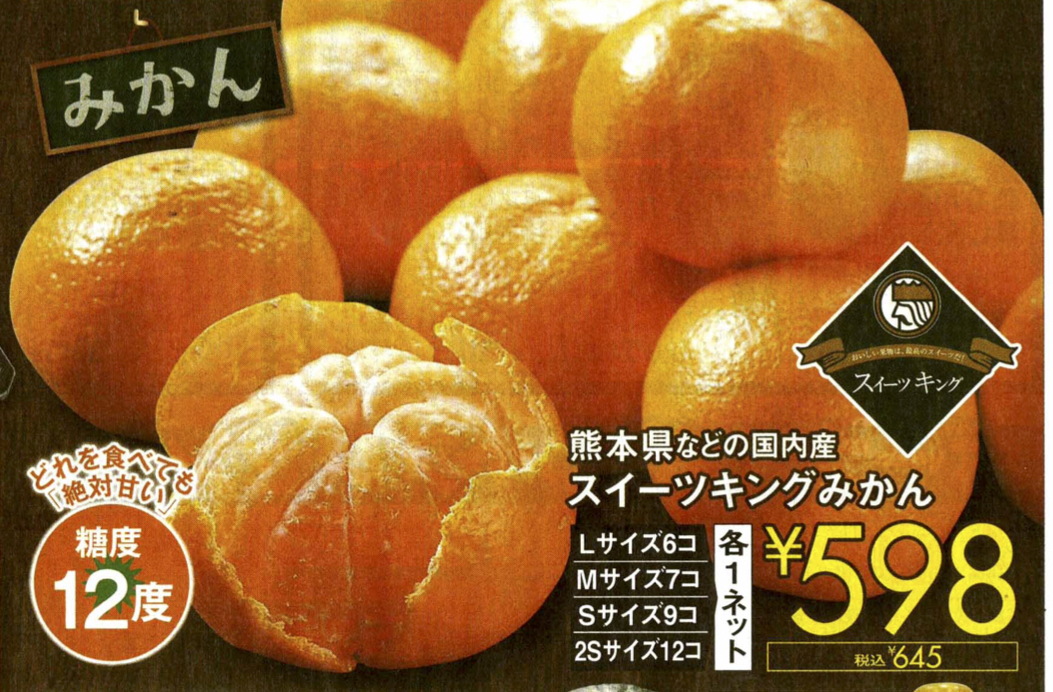 みかん
おいしい果物は、最高のスイーツだ!
スイーツキング
どれを食べても
「絶対甘い」
糖度
12度
熊本県などの国内産
スイーツキングみかん
Lサイズ6コ
Mサイズ7コ
Sサイズ9コ
2Sサイズ12コ
各1ネット
¥598
税込¥645